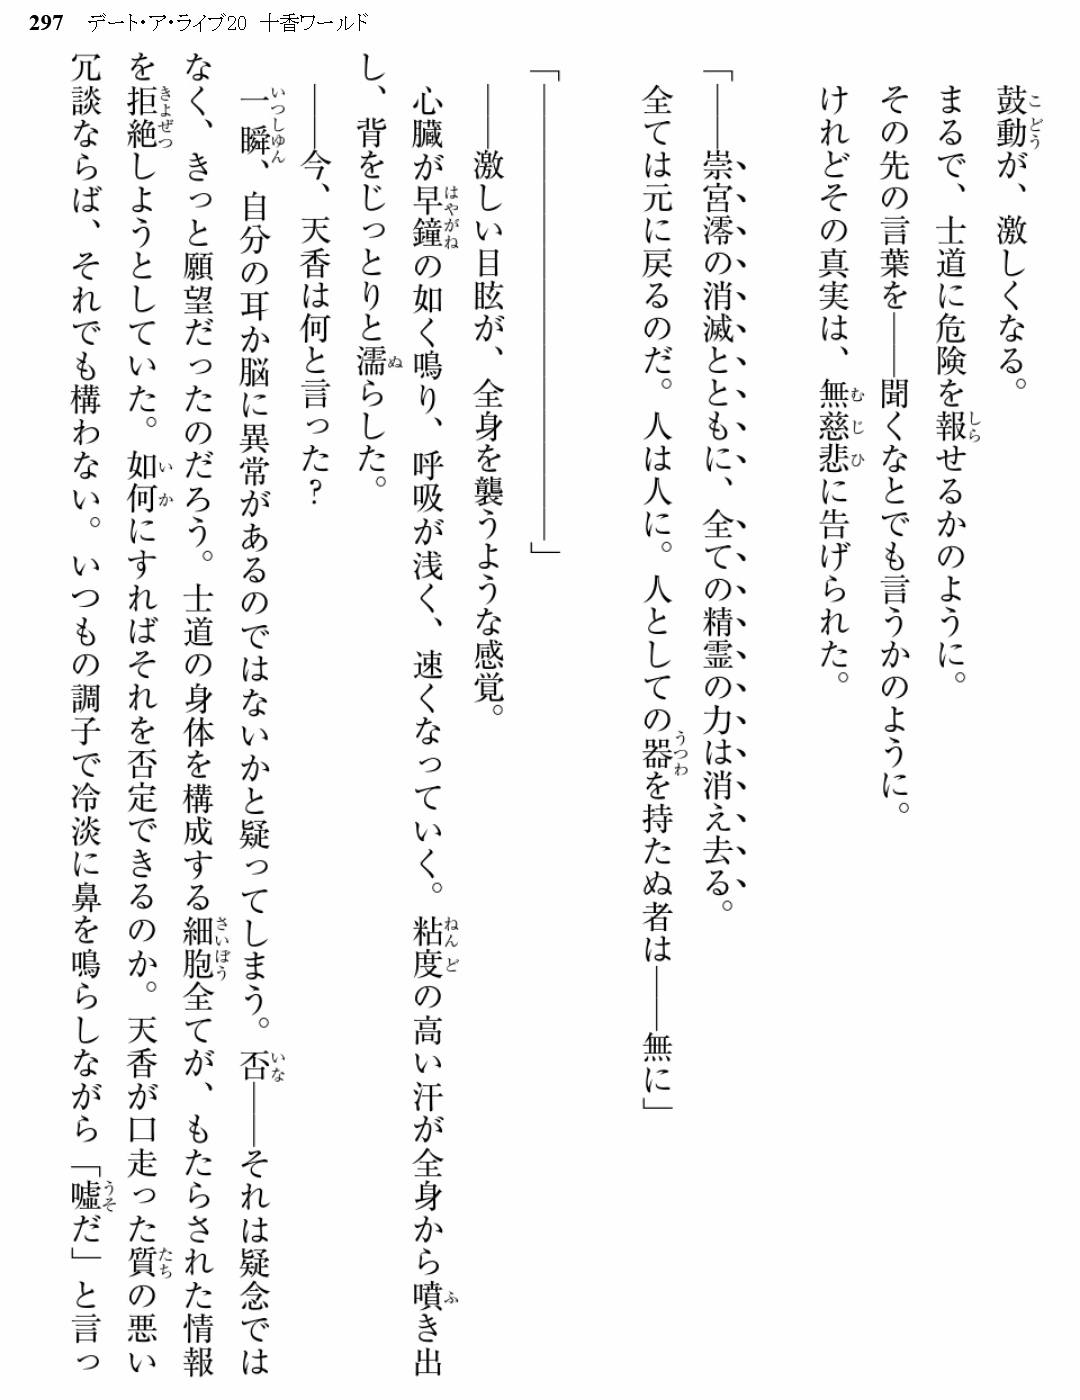 297 デート・ア・ライブ20 十香ワールド
鼓動が、激しくなる。
まるで、士道に危険を報せるかのように。
その先の言葉を――聞くなとでも言うかのように。
けれどその真実は、無慈悲に告げられた。
「――崇宮澪の消滅とともに、全ての精霊の力は消え去る。
全ては元に戻るのだ。人は人に。人としての器を持たぬ者は――無に」
「――――――――――――――」
――激しい目眩が、全身を襲うような感覚。
心臓が早鐘の如く鳴り、呼吸が浅く、速くなっていく。粘度の高い汗が全身から噴き出
し、背をじっとりと濡らした。
――今、天香は何と言った?
一瞬、自分の耳か脳に異常があるのではないかと疑ってしまう。否――それは疑念では
なく、きっと願望だったのだろう。士道の身体を構成する細胞全てが、もたらされた情報
を拒絶しようとしていた。如何にすればそれを否定できるのか。天香が口走った質の悪い
冗談ならば、それでも構わない。いつもの調子で冷淡に鼻を鳴らしながら「嘘だ」と言っ